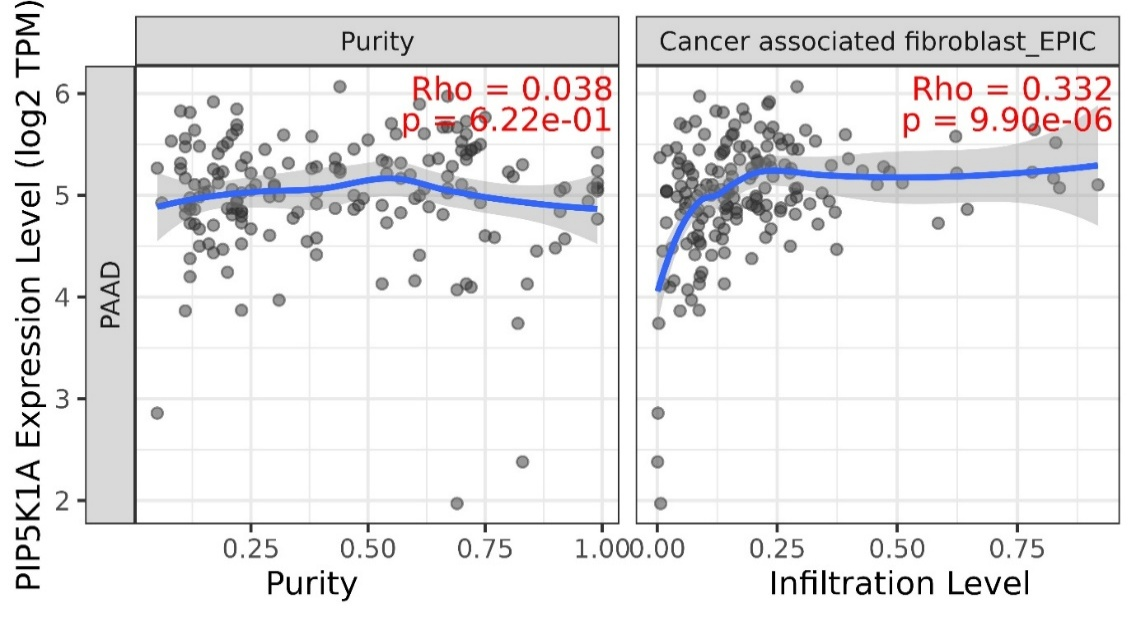 Purity
Cancer associated fibroblast_EPIC
PIP5K1A Expression Level (log2 TPM)
PAAD
6
5
4
3
2
Rho = 0.038
p = 6.22e-01
Rho = 0.332
p = 9.90e-06
0.25 0.50 0.75 1.00
0.00 0.25 0.50 0.75
Purity
Infiltration Level